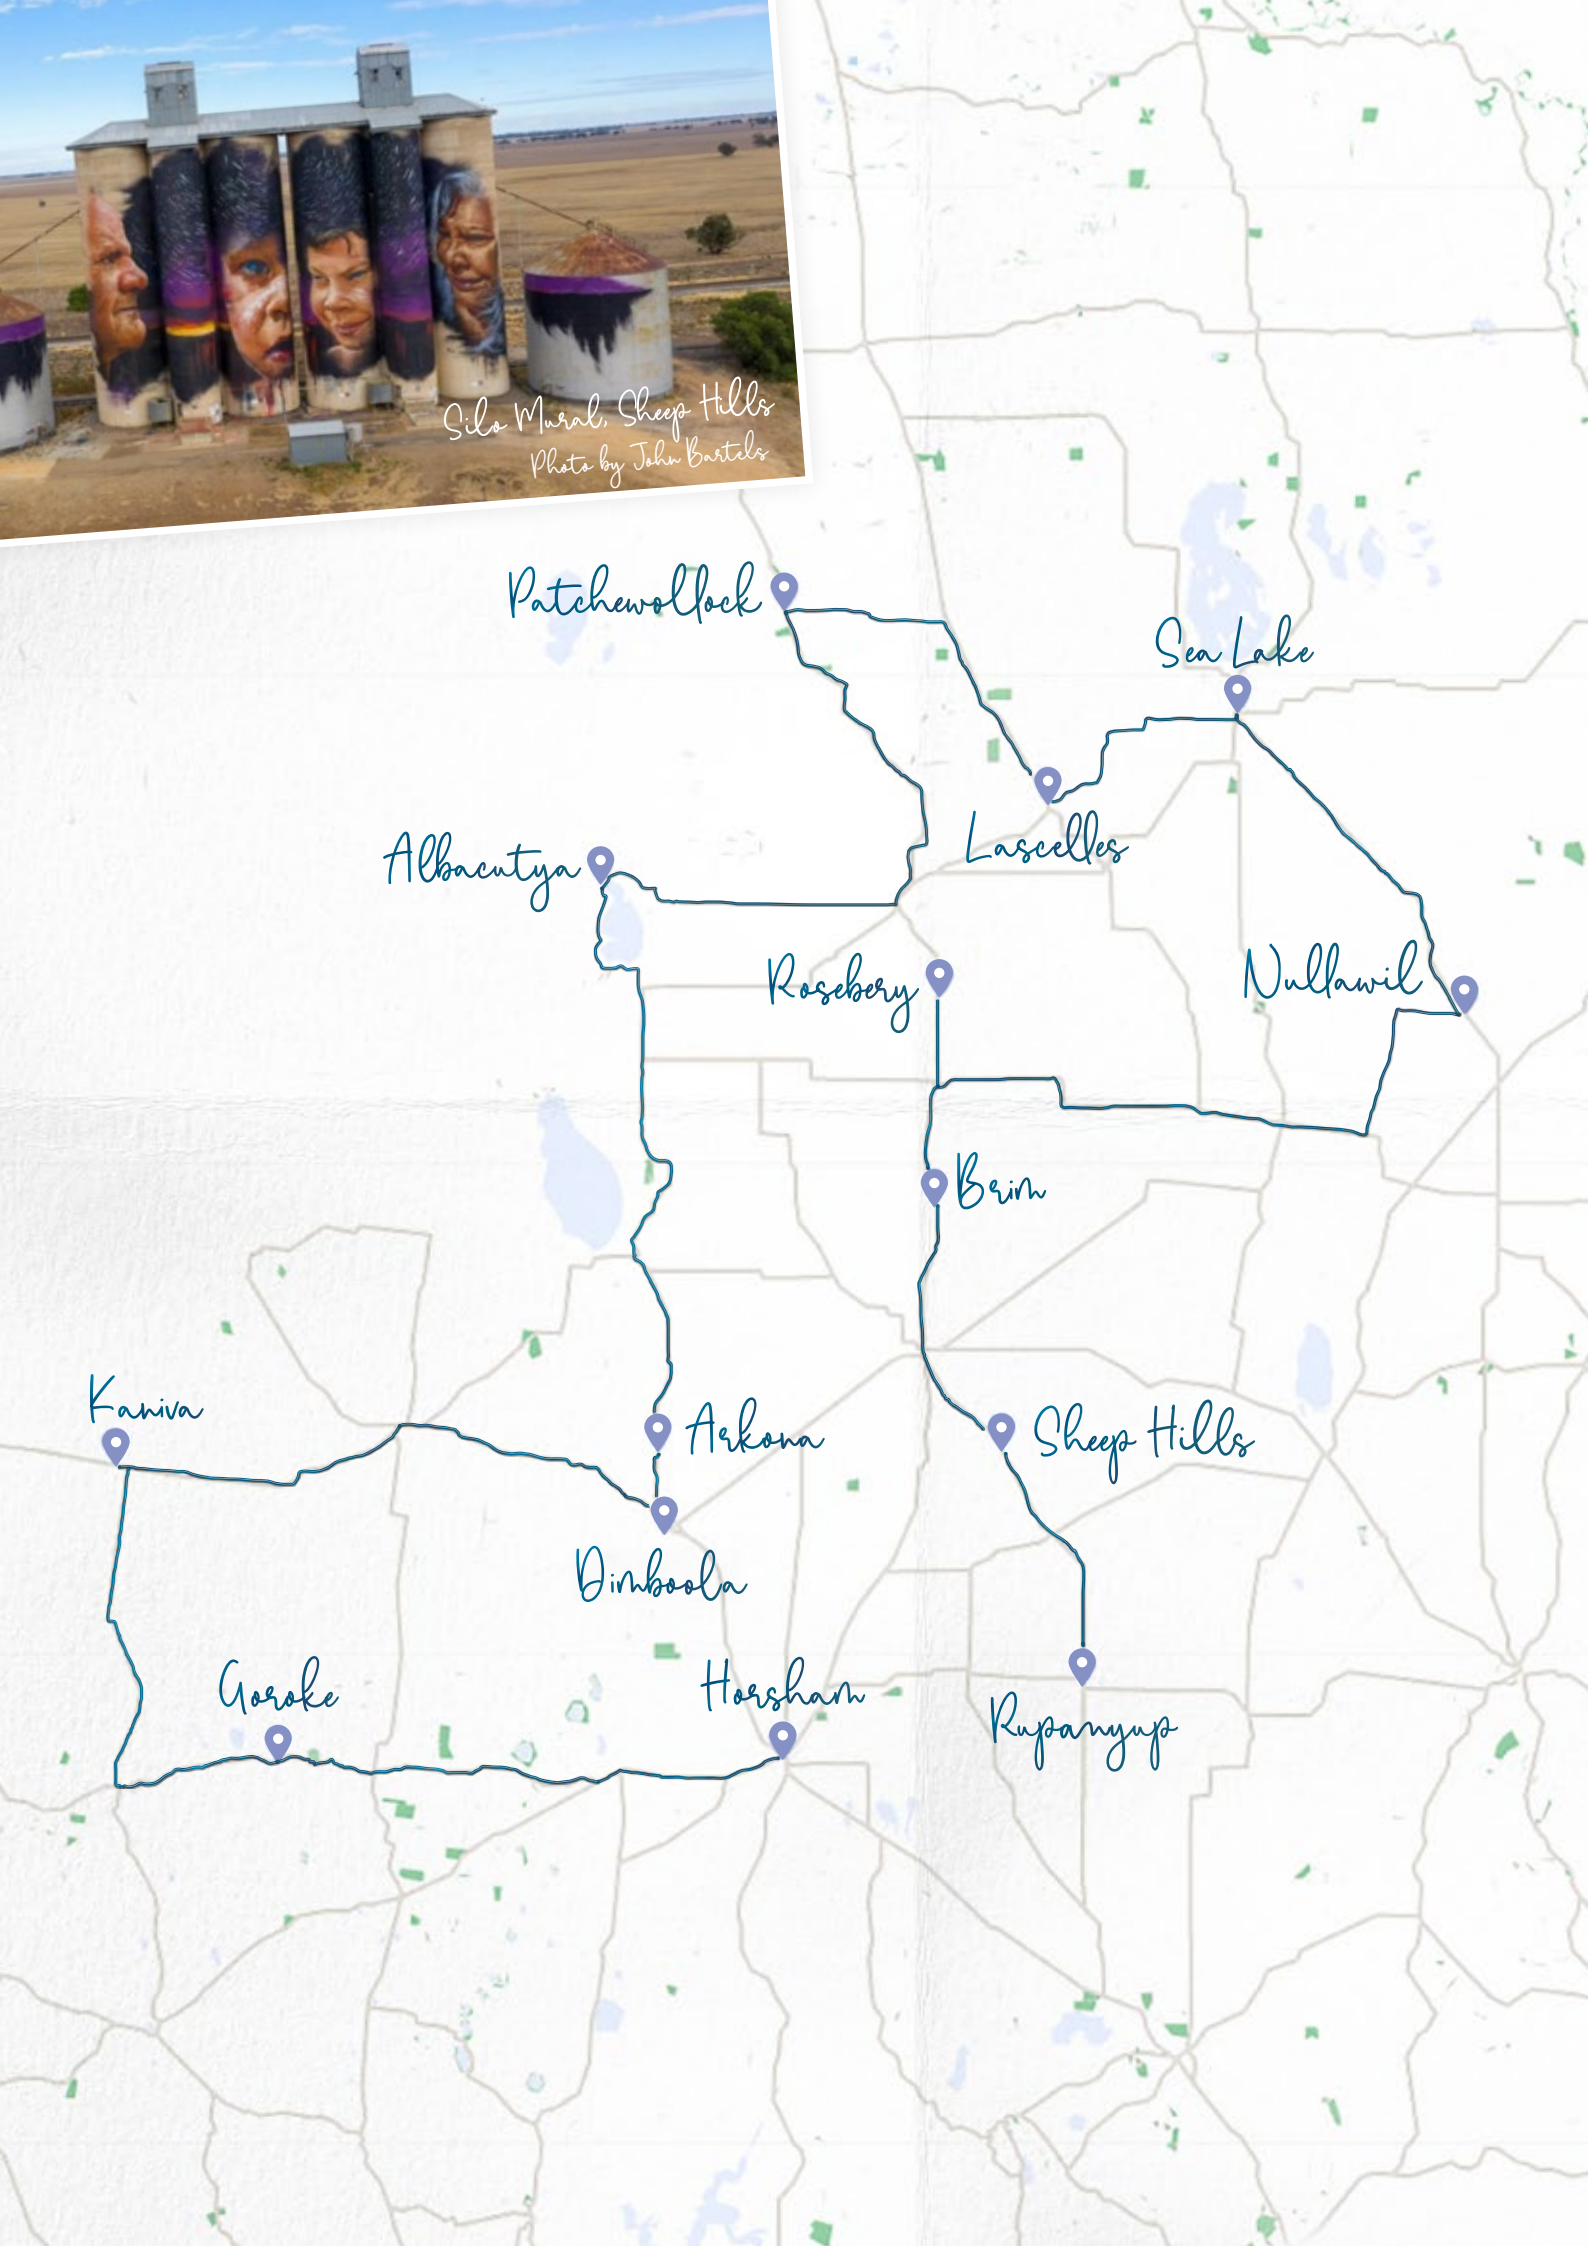 Silo Mural, Sheep Hills
Photo by John Bartels
Patchewollock
Sea Lake
Lascelles
Albacutya
Rosebery
Nullawil
Brim
Kaniva
Arkona
Sheep Hills
Dimboola
Goroke
Horsham
Rupanyup